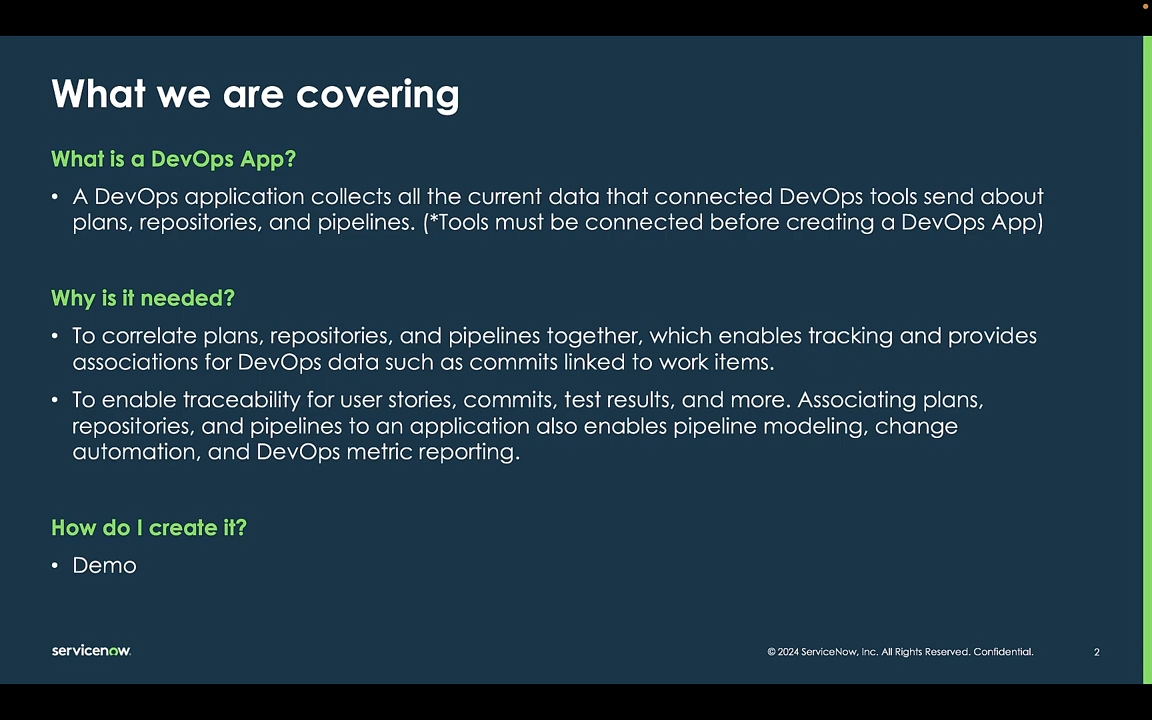 What we are covering
What is a DevOps App?
• A DevOps application collects all the current data that connected DevOps tools send about
plans, repositories, and pipelines. (*Tools must be connected before creating a DevOps App)
Why is it needed?
• To correlate plans, repositories, and pipelines together, which enables tracking and provides
associations for DevOps data such as commits linked to work items.
• To enable traceability for user stories, commits, test results, and more. Associating plans,
repositories, and pipelines to an application also enables pipeline modeling, change
automation, and DevOps metric reporting.
How do I create it?
• Demo
servicenow.
© 2024 ServiceNow, Inc. All Rights Reserved. Confidential.
2